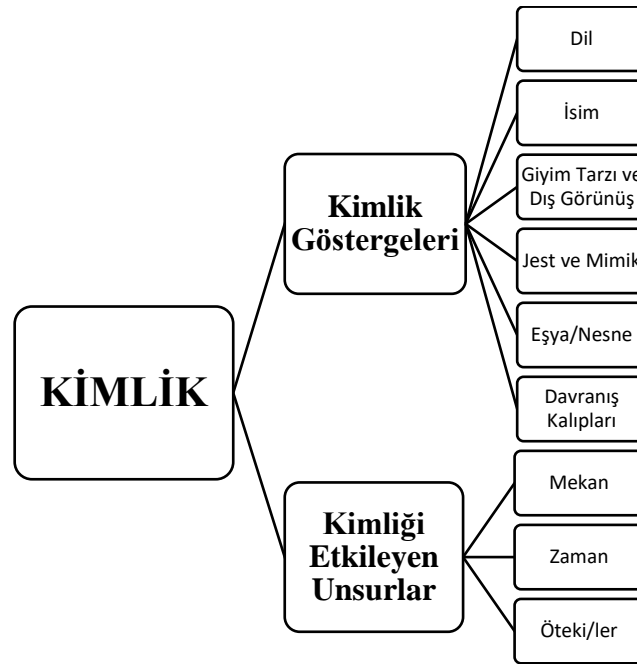 KİMLİK
Kimlik
Göstergeleri
Dil
İsim
Giyim Tarzı ve
Dış Görünüş
Jest ve Mimik
Eşya/Nesne
Davranış
Kalıpları
Kimliği
Etkileyen
Unsurlar
Mekan
Zaman
Öteki/ler